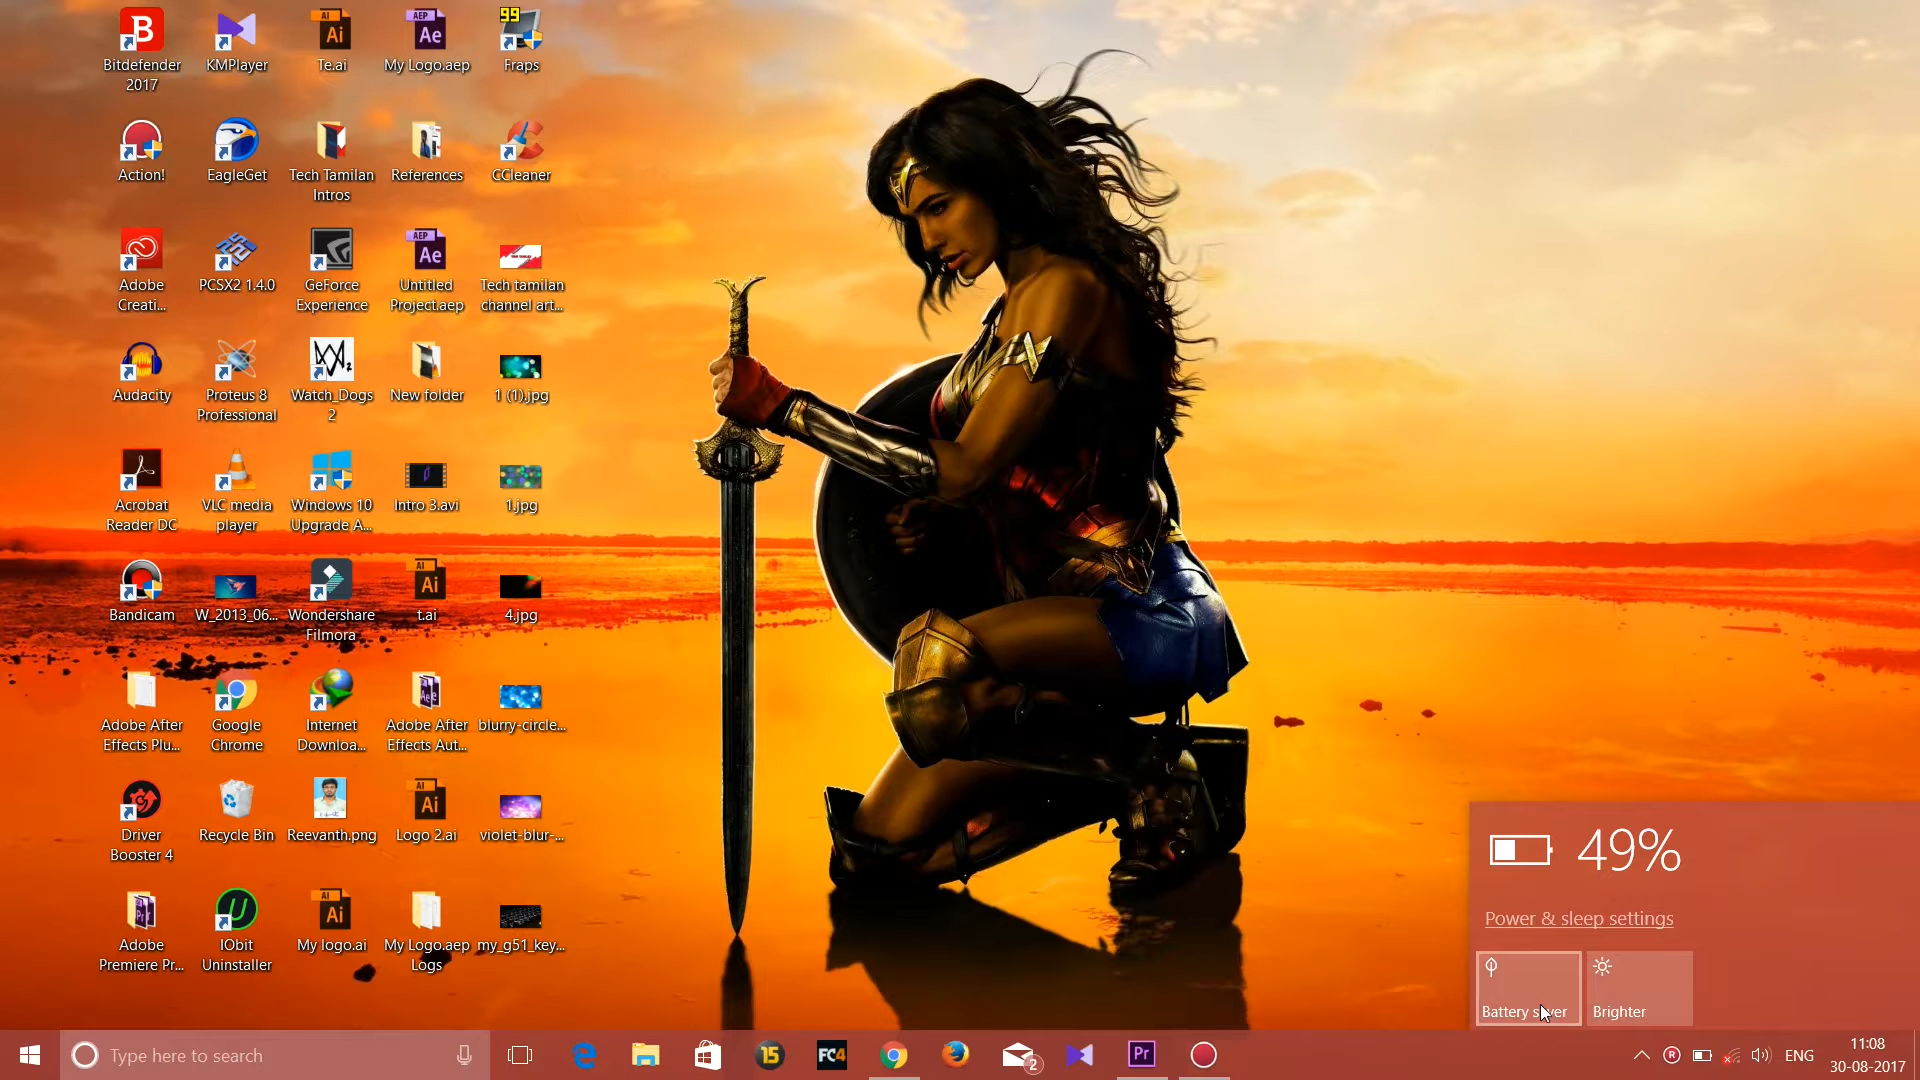 Bitdefender
2017
KMPlayer
Te.ai
My Logo.aep
Fraps
Action!
EagleGet
Tech Tamilan
Intros
References
CCleaner
Adobe
Creati...
PCSX2 1.4.0
GeForce
Experience
Untitled
Project.aep
Tech tamilan
channel art...
Audacity
Proteus 8
Professional
Watch_Dogs
2
New folder
1 (1).jpg
Acrobat
Reader DC
VLC media
player
Windows 10
Upgrade A...
Intro 3.avi
1.jpg
Bandicam
W_2013_06...
Wondershare
Filmora
t.ai
4.jpg
Adobe After
Effects Plu...
Google
Chrome
Internet
Downloa...
Adobe After
Effects Aut...
blurry-circle...
Driver
Booster 4
Recycle Bin
Reevanth.png
Logo 2.ai
violet-blur-...
Adobe
Premiere Pr...
IObit
Uninstaller
My logo.ai
My Logo.aep
Logs
my_g51_key...
49%
Power & sleep settings
Battery saver
Brighter
Type here to search
15
FC4
2
Pr
ENG
11:08
30-08-2017